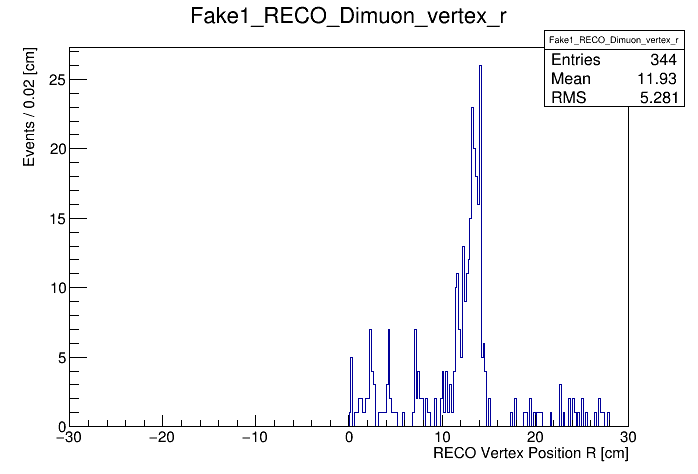 Fake1_RECO_Dimuon_vertex_r
Fake1_RECO_Dimuon_vertex_r
Entries 344
Mean 11.93
RMS 5.281
Events / 0.02 [cm]
25
20
15
10
5
0
−30 −20 −10 0 10 20 30
RECO Vertex Position R [cm]